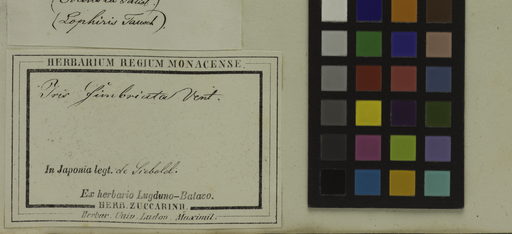 (Lophiris Tausch)
HERBARIUM REGIUM MONACENSE
Iris fimbriata Vent.
In Japonia legt. de Siebold.
Ex herbario Lugduno-Batavo.
HERB. ZUCCARINII.
Herbar. Univ. Ludov. Maximil.